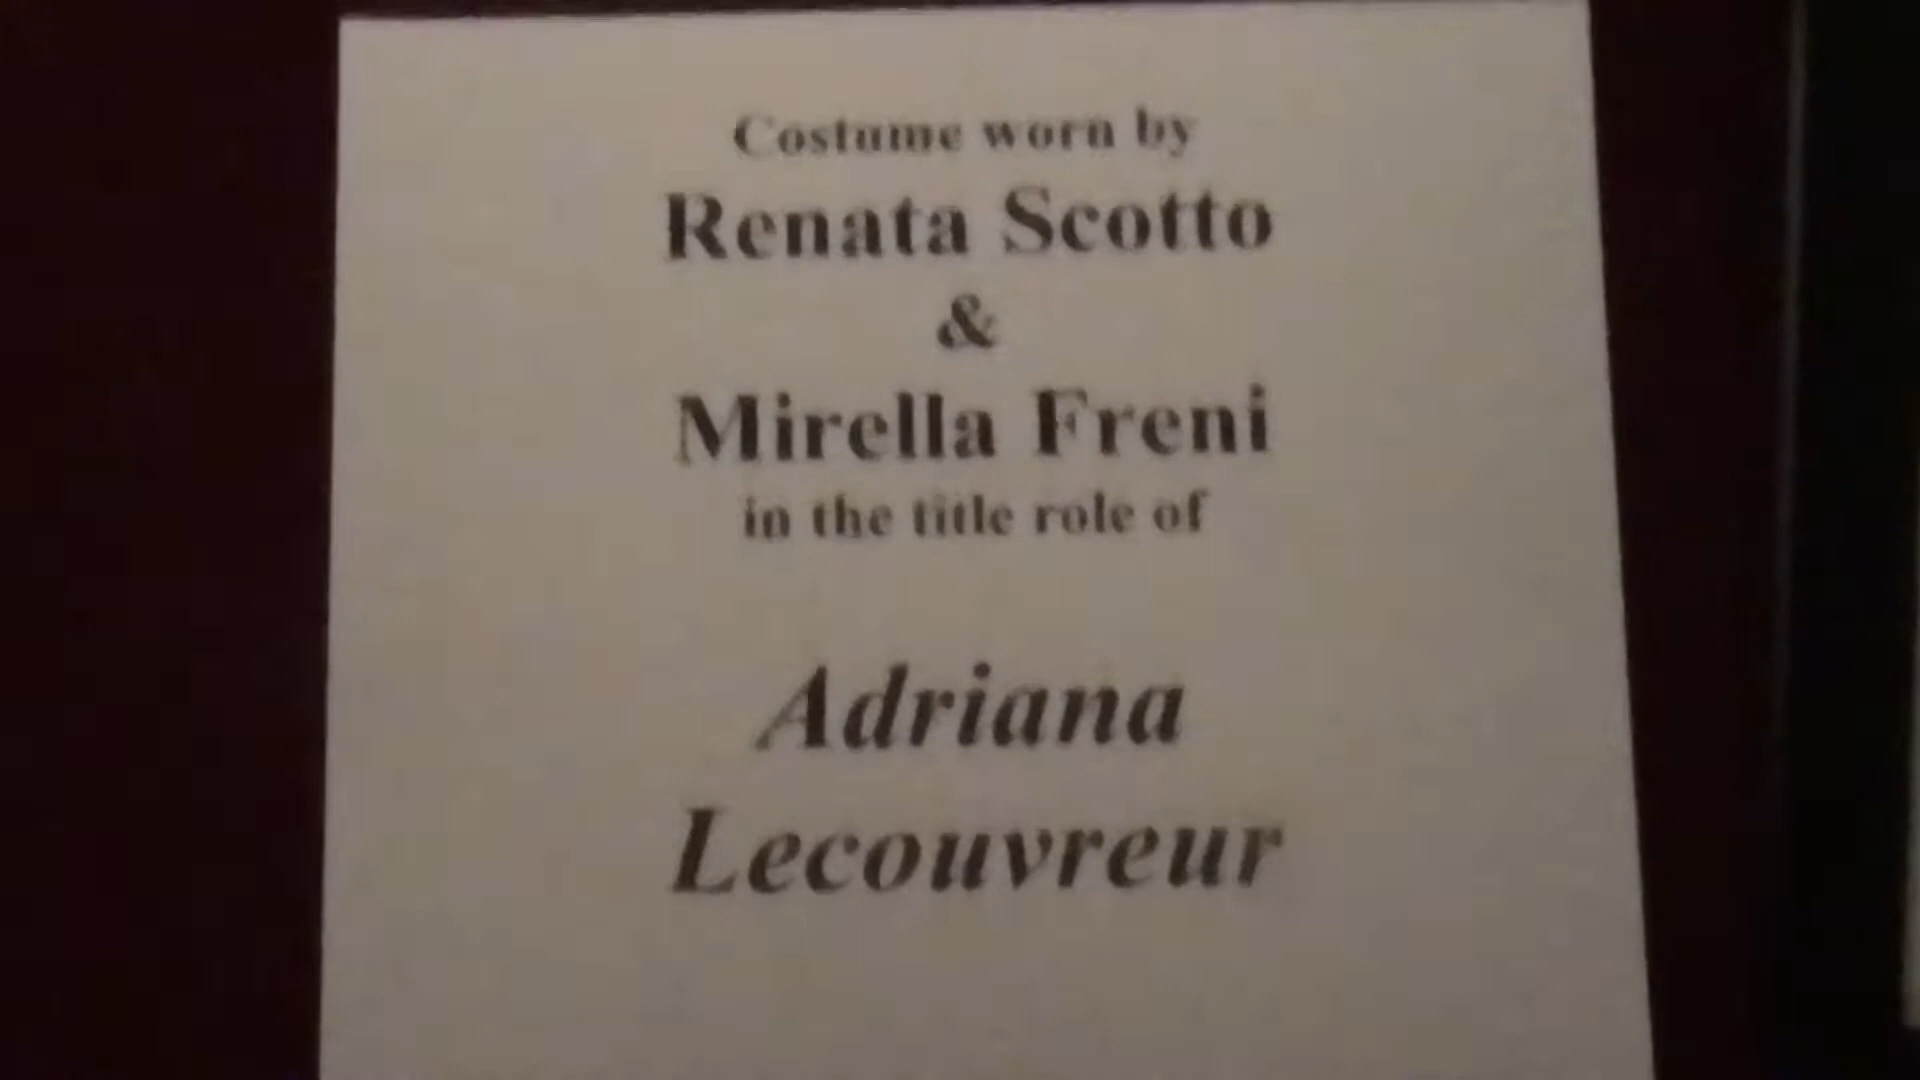 Costume worn by
Renata Scotto
&
Mirella Freni
in the title role of
Adriana
Lecouvreur